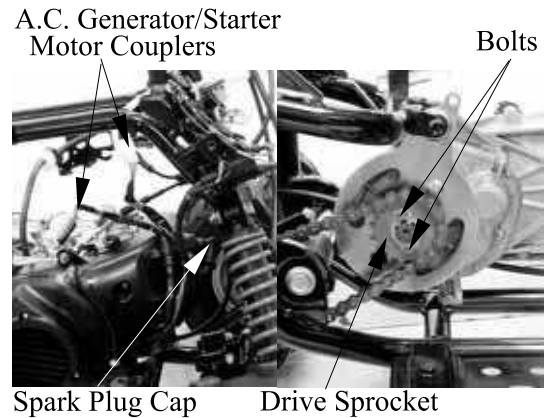 A.C. Generator/Starter
Motor Couplers
Bolts
Spark Plug Cap
Drive Sprocket